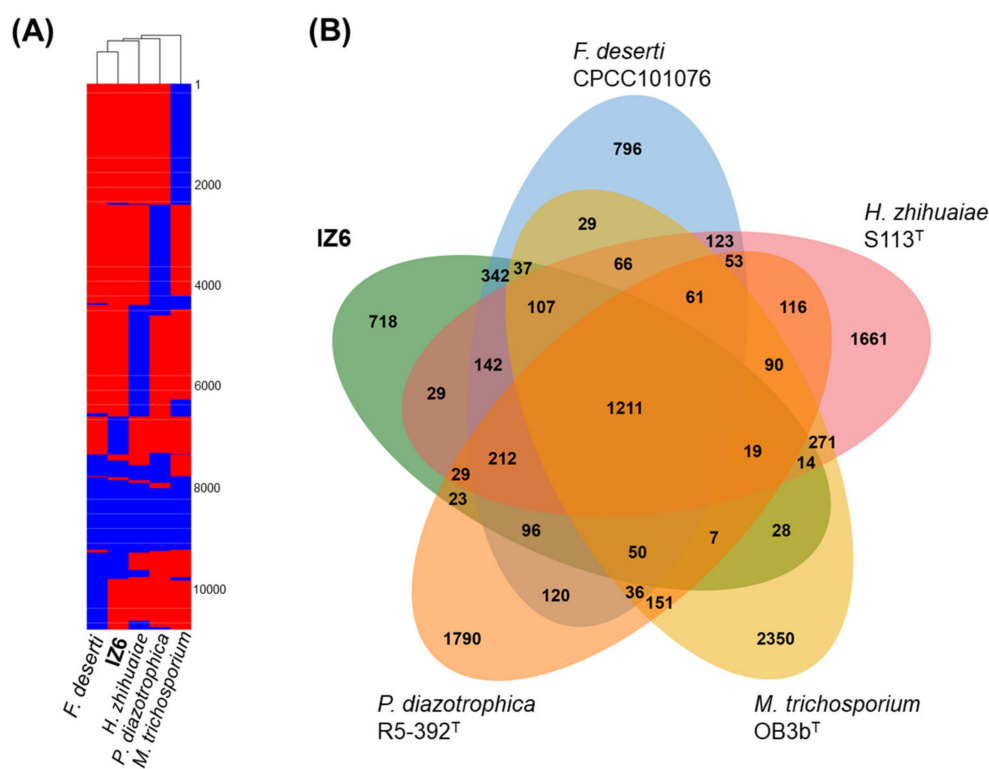 (A)
1
2000
4000
6000
8000
10000
F. deserti
IZ6
H. zhihuaiae
P. diazotrophica
M. trichosporium
(B)
F. deserti
CPCC101076
H. zhihuaiae
S113ᵀ
IZ6
796
29
123
53
66
342
37
61
116
107
718
1661
142
90
29
1211
271
19
14
212
29
23
96
50
7
28
120
36
151
1790
2350
P. diazotrophica
R5-392ᵀ
M. trichosporium
OB3bᵀ